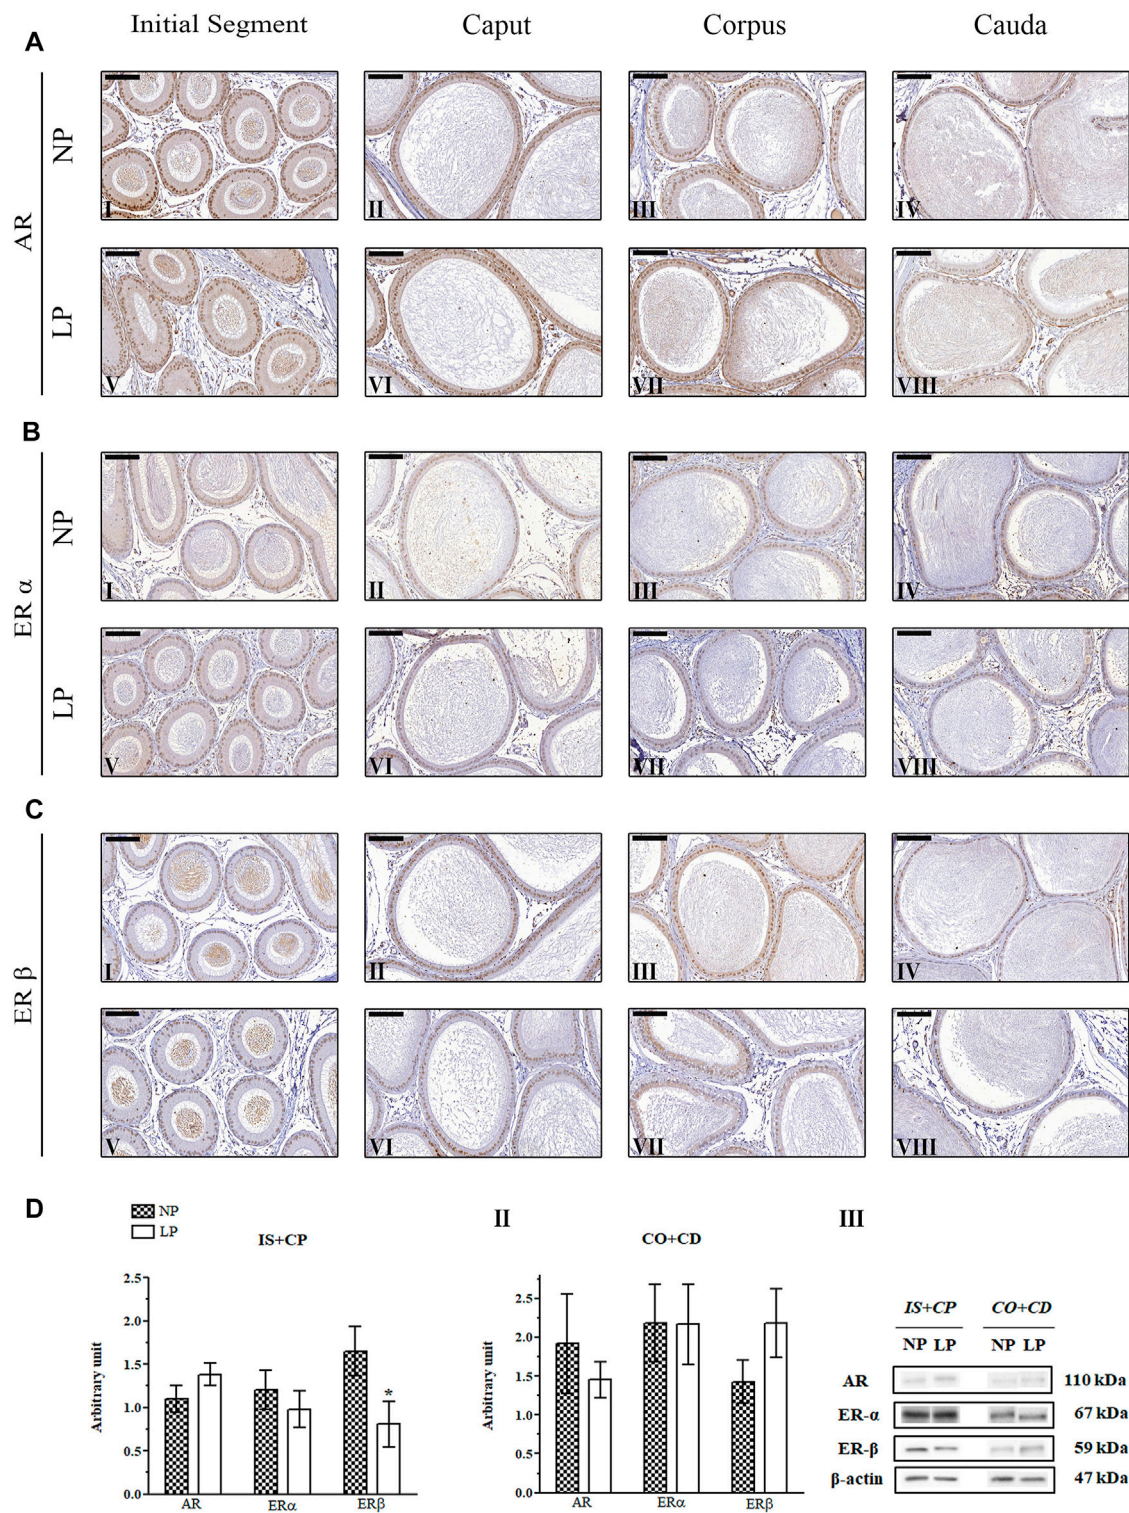 Initial Segment Caput Corpus Cauda
A
AR
NP
I II III IV
LP
V VI VII VIII
B
ER α
NP
I II III IV
LP
V VI VII VIII
C
ER β
I II III IV
V VI VII VIII
D
NP
LP
IS+CP
Arbitrary unit
2.5
2.0
1.5
1.0
0.5
0.0
*
AR ERα ERβ
II
CO+CD
Arbitrary unit
2.5
2.0
1.5
1.0
0.5
0.0
AR ERα ERβ
III
IS+CP CO+CD
NP LP NP LP
AR 110 kDa
ER-α 67 kDa
ER-β 59 kDa
β-actin 47 kDa